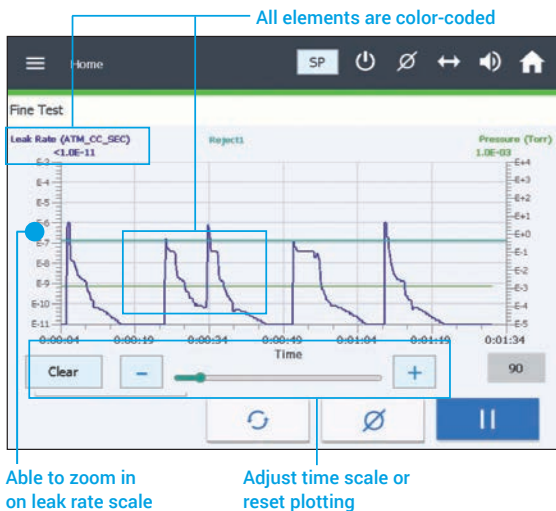 All elements are color-coded
Home
SP
Fine Test
Leak Rate (ATM_CC_SEC)
<1.0E-11
Reject1
Pressure (Torr)
1.0E-03
E-3
E-4
E-5
E-6
E-7
E-8
E-9
E-10
E-11
E+4
E+3
E+2
E+1
E+0
E-1
E-2
E-3
E-4
E-5
0:00:04 0:00:19 0:00:34 0:00:49 0:01:04 0:01:19 0:01:34
Time
Clear
−
+
90
Able to zoom in
on leak rate scale
Adjust time scale or
reset plotting